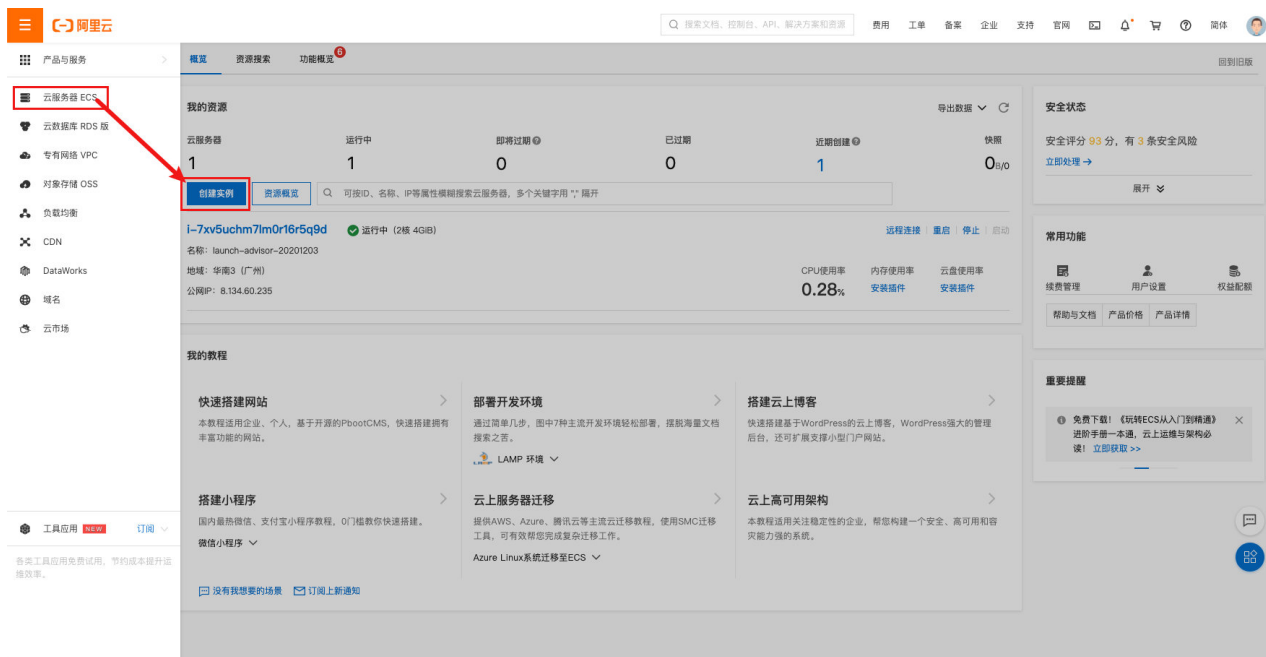 阿里云
搜索文档、控制台、API、解决方案和资源
费用 工单 备案 企业 支持 官网 简体
产品与服务
云服务器 ECS
云数据库 RDS 版
专有网络 VPC
对象存储 OSS
负载均衡
CDN
DataWorks
域名
云市场
工具应用 NEW 订阅
各类工具应用免费试用，节约成本提升运
维效率。
概览 资源搜索 功能概览 6
回到旧版
我的资源
导出数据
云服务器 运行中 即将过期 已过期 近期创建 快照
1 1 0 0 1 0B/0
创建实例 资源概览 可按ID、名称、IP等属性模糊搜索云服务器，多个关键字用 "," 隔开
i-7xv5uchm7lm0r16r5q9d 运行中 (2核 4GiB)
远程连接 重启 停止 启动
名称: launch-advisor-20201203
地域: 华南3 (广州)
公网IP: 8.134.60.235
CPU使用率 内存使用率 云盘使用率
0.28% 安装插件 安装插件
我的教程
快速搭建网站
本教程适用企业、个人，基于开源的PbootCMS，快速搭建拥有
丰富功能的网站。
部署开发环境
通过简单几步，图中7种主流开发环境轻松部署，摆脱海量文档
搜索之苦。
LAMP 环境
搭建云上博客
快速搭建基于WordPress的云上博客，WordPress强大的管理
后台，还可扩展支撑小型门户网站。
搭建小程序
国内最热微信、支付宝小程序教程，0门槛教你快速搭建。
微信小程序
云上服务器迁移
提供AWS、Azure、腾讯云等主流云迁移教程，使用SMC迁移
工具，可有效帮您完成复杂迁移工作。
Azure Linux系统迁移至ECS
云上高可用架构
本教程适用关注稳定性的企业，帮您构建一个安全、高可用和容
灾能力强的系统。
没有我想要的场景 订阅上新通知
安全状态
安全评分 93 分，有 3 条安全风险
立即处理
展开
常用功能
续费管理 用户设置 权益配额
帮助与文档 产品价格 产品详情
重要提醒
免费下载！《玩转ECS从入门到精通》
进阶手册一本通，云上运维与架构必
读！ 立即获取 >>